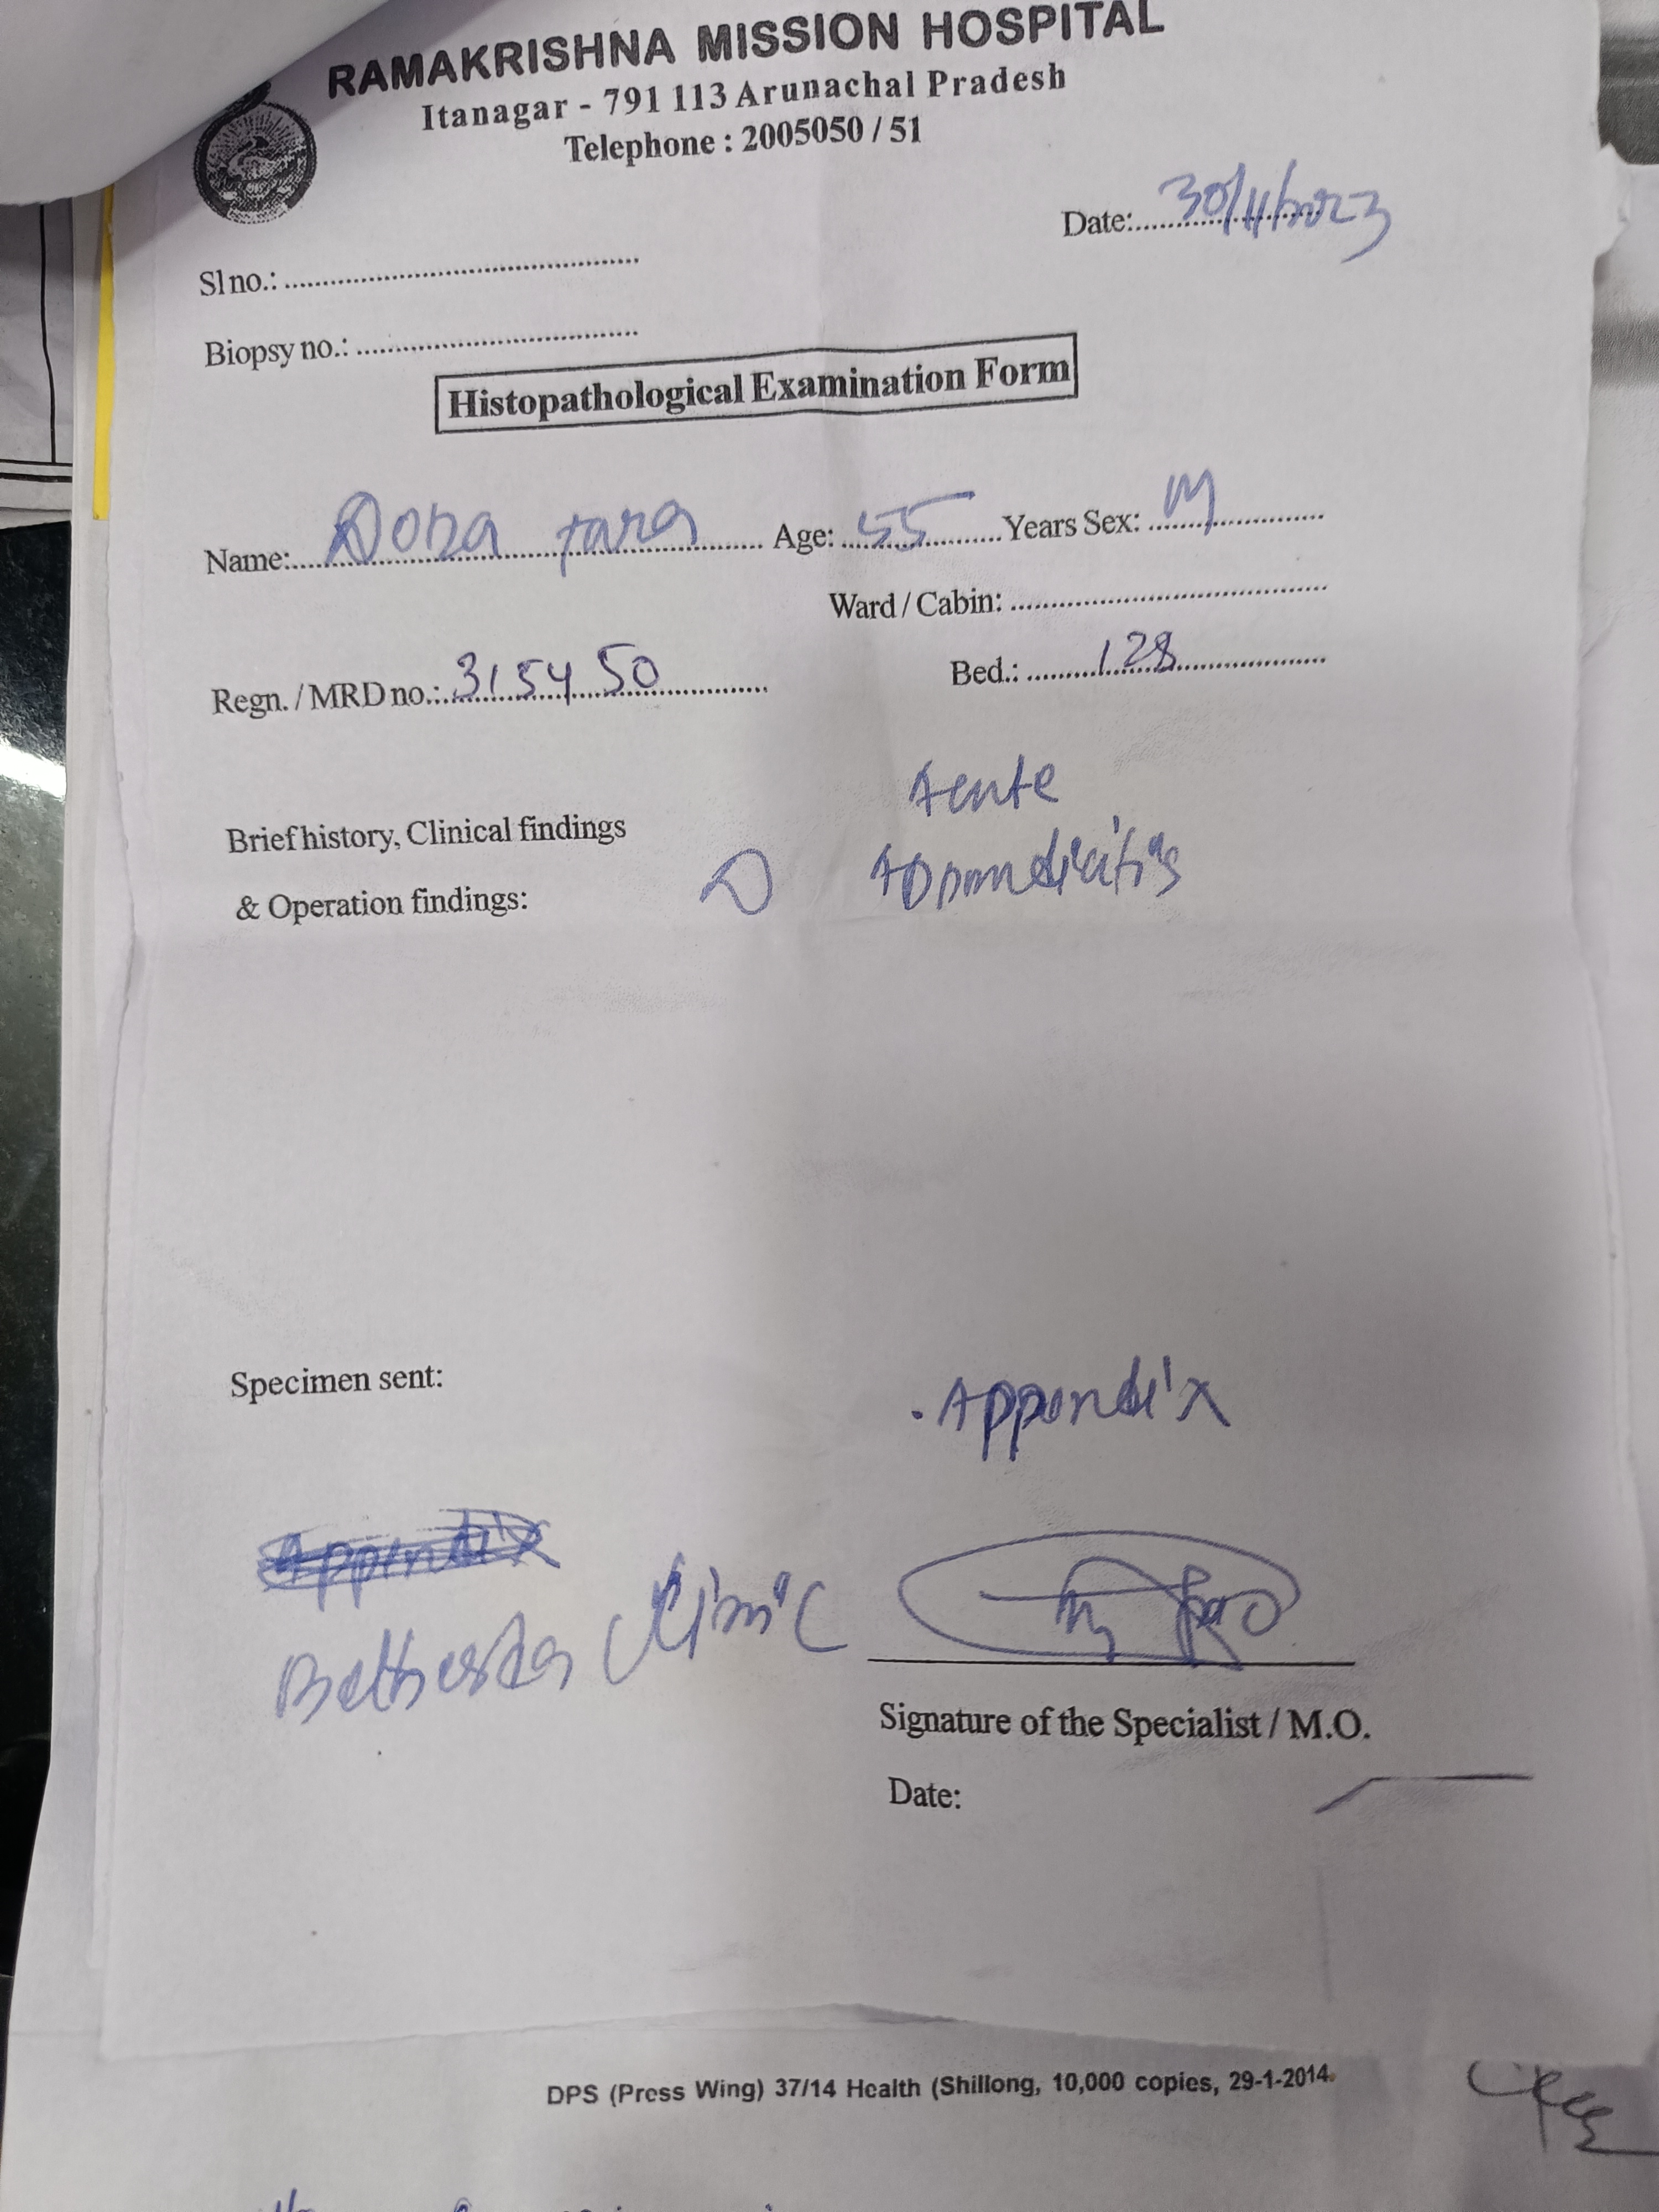 RAMAKRISHNA MISSION HOSPITAL
Itanagar - 791 113 Arunachal Pradesh
Telephone : 2005050 / 51
Date: 30/11/2023
Sl no.:
Biopsy no.:
Histopathological Examination Form
Name: Doba tara Age: 55 Years Sex: M
Ward / Cabin:
Regn. / MRD no.: 315450 Bed.: 128
Acute
Brief history, Clinical findings
Appendicitis
& Operation findings:
Specimen sent: Appendix
Appendix
Bethesda Clinic
Signature of the Specialist / M.O.
Date:
DPS (Press Wing) 37/14 Health (Shillong, 10,000 copies, 29-1-2014.